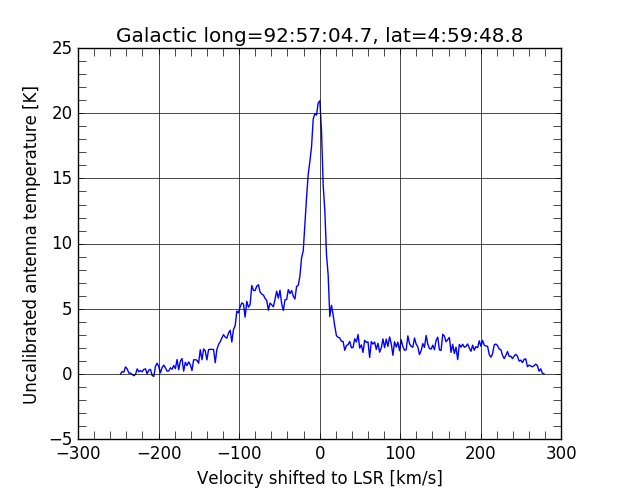 Galactic long=92:57:04.7, lat=4:59:48.8
25
20
15
10
5
0
−5
Uncalibrated antenna temperature [K]
−300 −200 −100 0 100 200 300
Velocity shifted to LSR [km/s]